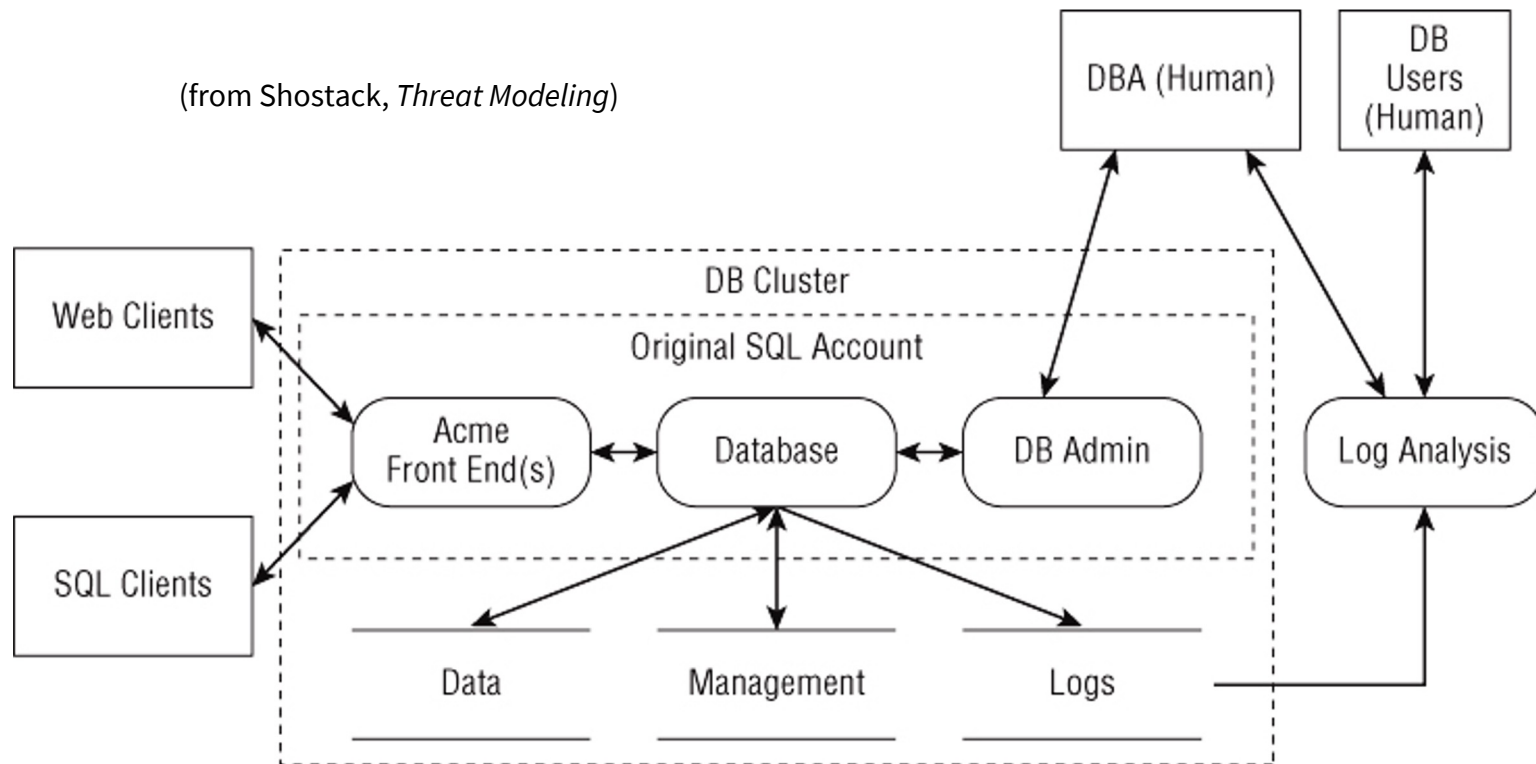 (from Shostack, Threat Modeling)
DBA (Human)
DB
Users
(Human)
Web Clients
DB Cluster
Original SQL Account
Acme
Front End(s)
Database
DB Admin
Log Analysis
SQL Clients
Data
Management
Logs